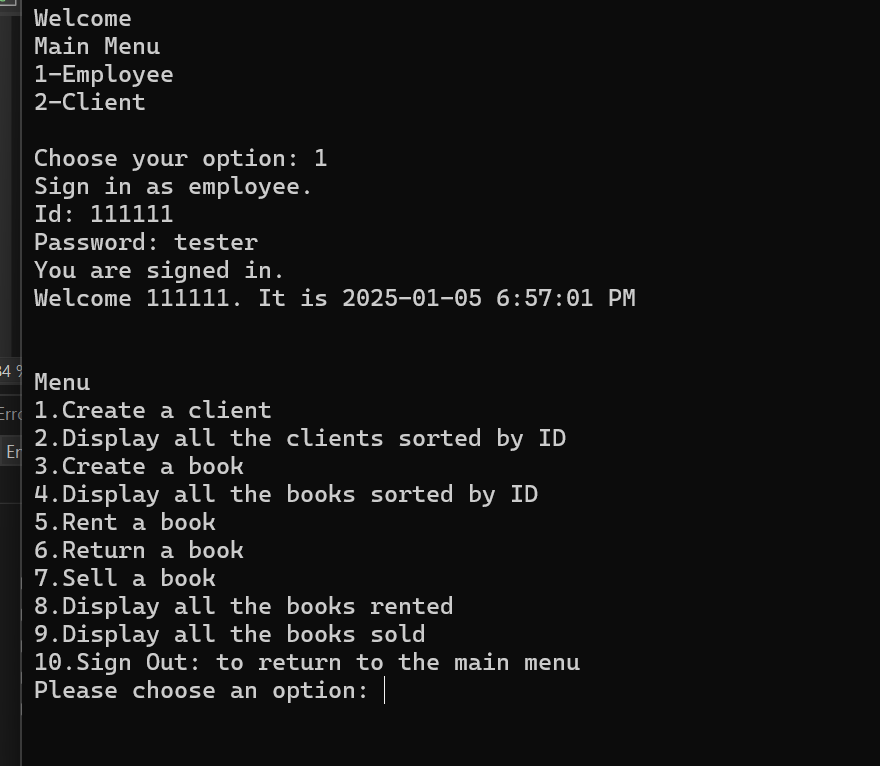 Welcome
Main Menu
1-Employee
2-Client
Choose your option: 1
Sign in as employee.
Id: 111111
Password: tester
You are signed in.
Welcome 111111. It is 2025-01-05 6:57:01 PM
34 %
Menu
Erro
1.Create a client
2.Display all the clients sorted by ID
Er
3.Create a book
4.Display all the books sorted by ID
5.Rent a book
6.Return a book
7.Sell a book
8.Display all the books rented
9.Display all the books sold
10.Sign Out: to return to the main menu
Please choose an option: